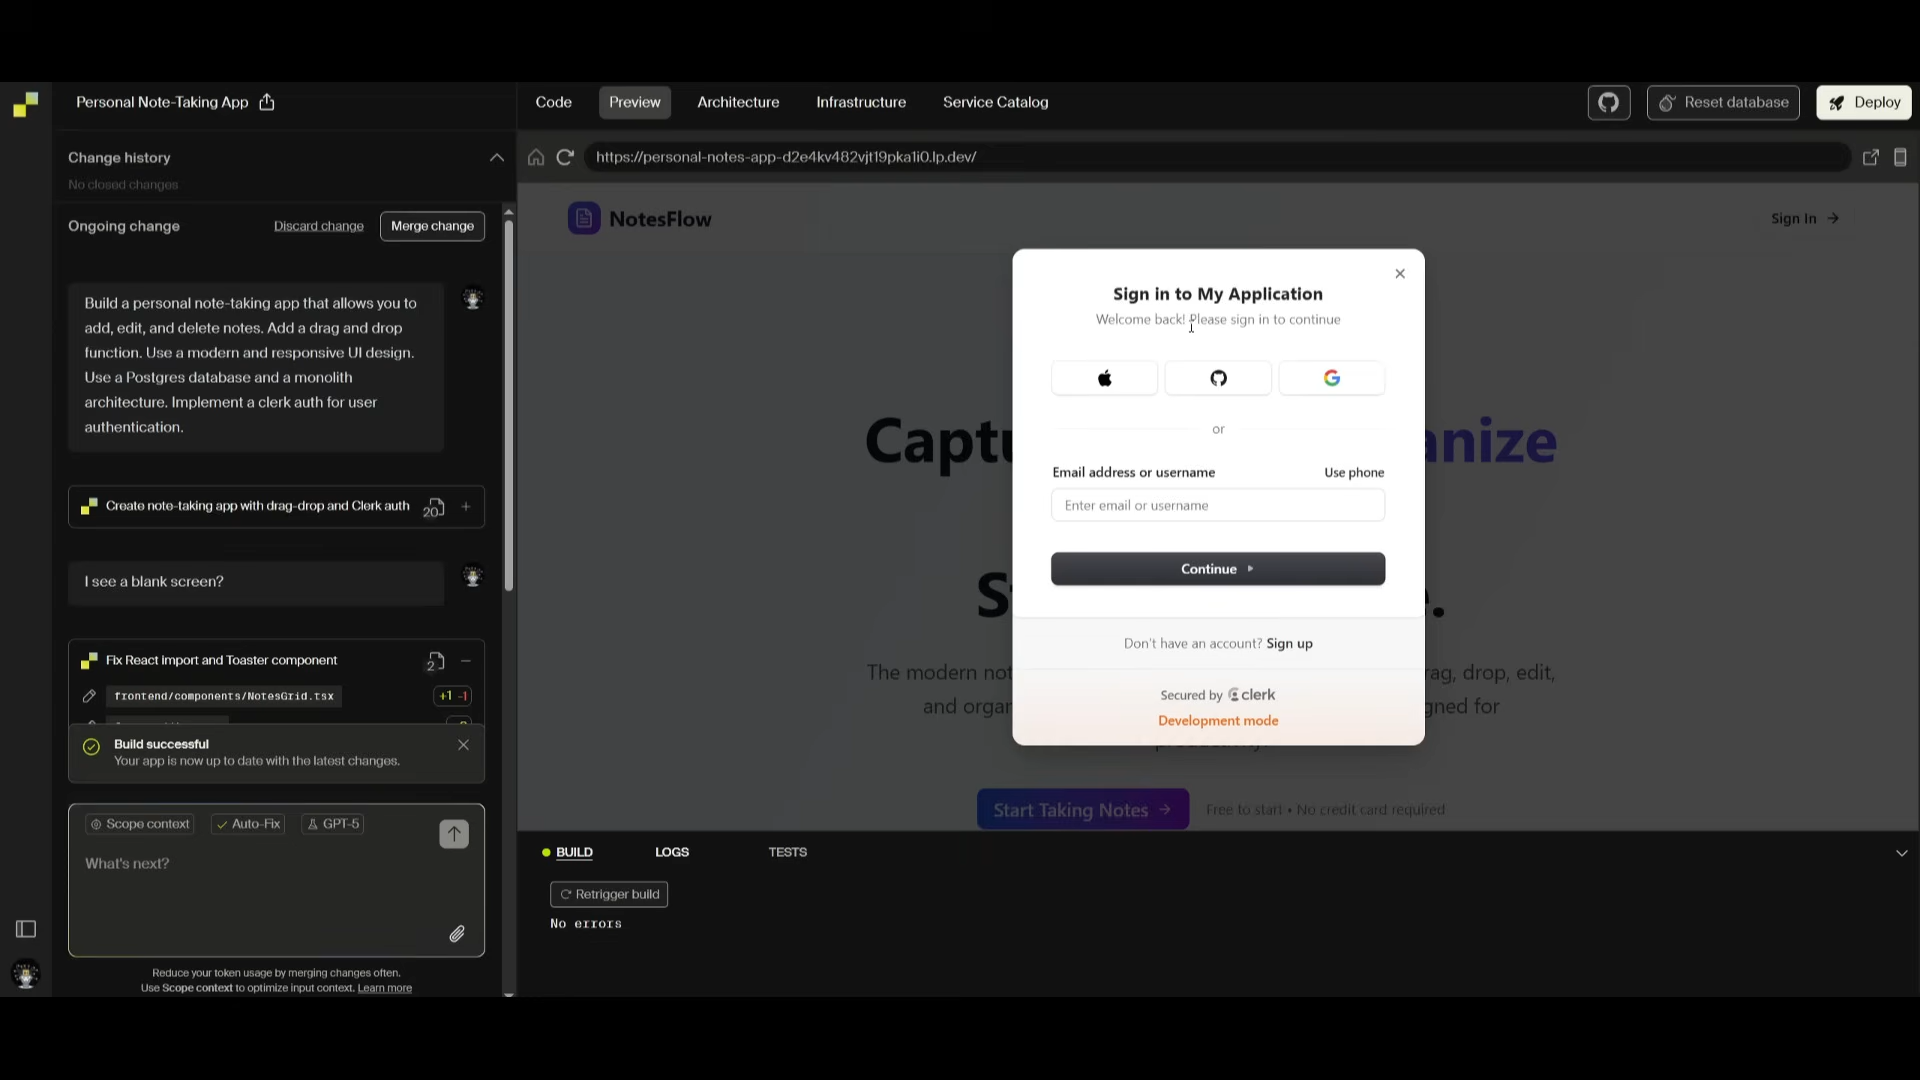 Personal Note-Taking App
Code
Preview
Architecture
Infrastructure
Service Catalog
Reset database
Deploy
Change history
No closed changes
https://personal-notes-app-d2e4kv482vjt19pka1i0.lp.dev/
Ongoing change
Discard change
Merge change
Build a personal note-taking app that allows you to
add, edit, and delete notes. Add a drag and drop
function. Use a modern and responsive UI design.
Use a Postgres database and a monolith
architecture. Implement a clerk auth for user
authentication.
Create note-taking app with drag-drop and Clerk auth
20
I see a blank screen?
Fix React import and Toaster component
2
frontend/components/NotesGrid.tsx
+1 -1
Build successful
Your app is now up to date with the latest changes.
Scope context
Auto-Fix
GPT-5
What's next?
Reduce your token usage by merging changes often.
Use Scope context to optimize input context. Learn more
NotesFlow
Sign In
Sign in to My Application
Welcome back! Please sign in to continue
or
Email address or username
Use phone
Enter email or username
Continue
Don't have an account? Sign up
Secured by clerk
Development mode
The modern
drag, drop, edit,
and
Start Taking Notes
Free to start • No credit card required
BUILD
LOGS
TESTS
Retrigger build
No errors